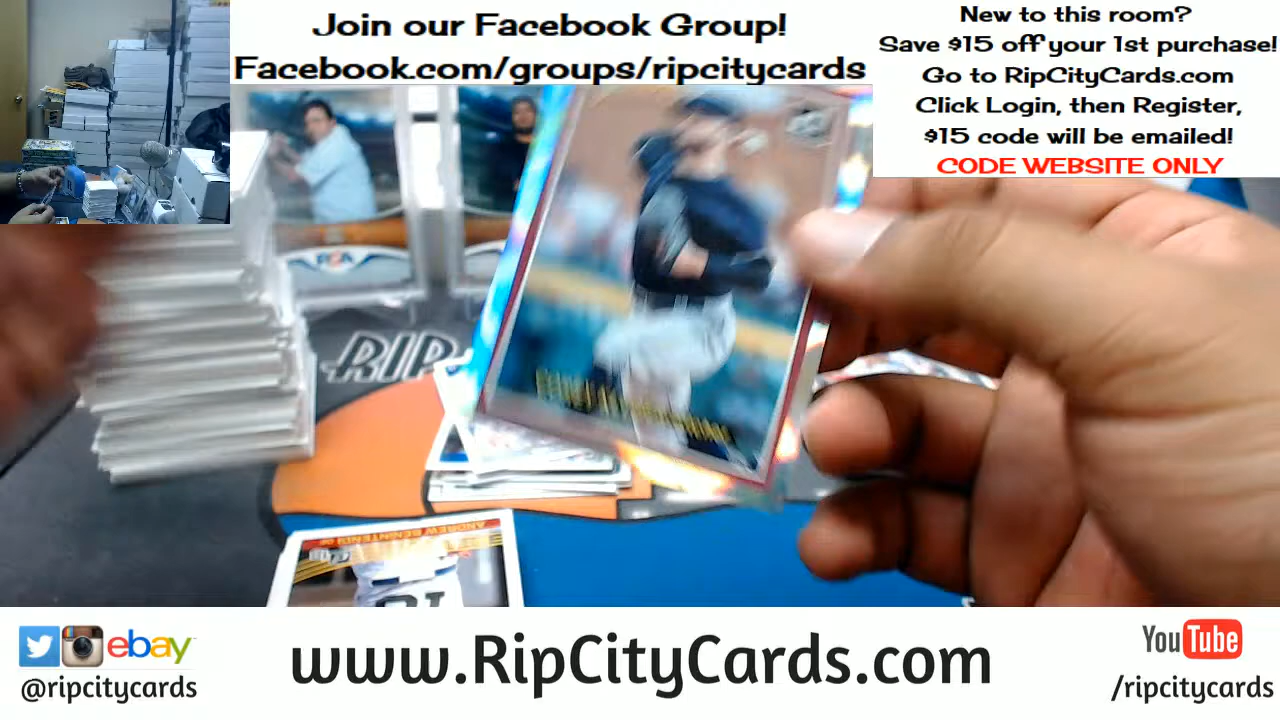 Join our Facebook Group!
Facebook.com/groups/ripcitycards
New to this room?
Save $15 off your 1st purchase!
Go to RipCityCards.com
Click Login, then Register,
$15 code will be emailed!
CODE WEBSITE ONLY
RIP
ANDREW BENINTENDI OF
ebay
@ripcitycards
www.RipCityCards.com
YouTube
/ripcitycards